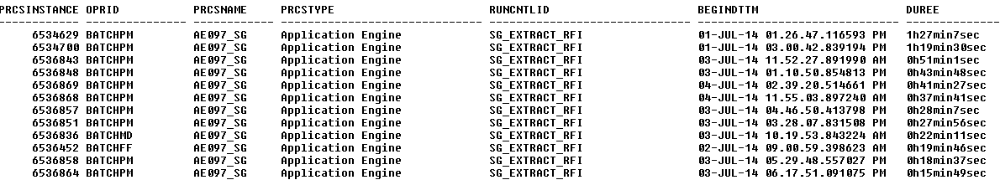 PRCSINSTANCE OPRID PRCSNAME PRCSTYPE RUNCNTLID BEGINDTTM DUREE
6534629 BATCHPM AE097_SG Application Engine SG_EXTRACT_RFI 01-JUL-14 01.26.47.116593 PM 1h27min7sec
6534700 BATCHPM AE097_SG Application Engine SG_EXTRACT_RFI 01-JUL-14 03.00.42.839194 PM 1h19min30sec
6536843 BATCHPM AE097_SG Application Engine SG_EXTRACT_RFI 03-JUL-14 11.52.27.891990 AM 0h51min1sec
6536848 BATCHPM AE097_SG Application Engine SG_EXTRACT_RFI 03-JUL-14 01.10.50.854813 PM 0h43min48sec
6536869 BATCHPM AE097_SG Application Engine SG_EXTRACT_RFI 04-JUL-14 02.39.20.514661 PM 0h41min27sec
6536868 BATCHPM AE097_SG Application Engine SG_EXTRACT_RFI 04-JUL-14 11.55.03.897240 AM 0h37min41sec
6536857 BATCHPM AE097_SG Application Engine SG_EXTRACT_RFI 03-JUL-14 04.46.50.413798 PM 0h28min7sec
6536851 BATCHPM AE097_SG Application Engine SG_EXTRACT_RFI 03-JUL-14 03.28.07.831508 PM 0h27min56sec
6536836 BATCHMD AE097_SG Application Engine SG_EXTRACT_RFI 03-JUL-14 10.19.53.843224 AM 0h22min11sec
6536452 BATCHFF AE097_SG Application Engine SG_EXTRACT_RFI 02-JUL-14 09.00.59.398623 AM 0h19min46sec
6536858 BATCHPM AE097_SG Application Engine SG_EXTRACT_RFI 03-JUL-14 05.29.48.557027 PM 0h18min37sec
6536864 BATCHPM AE097_SG Application Engine SG_EXTRACT_RFI 03-JUL-14 06.17.51.091075 PM 0h15min49sec